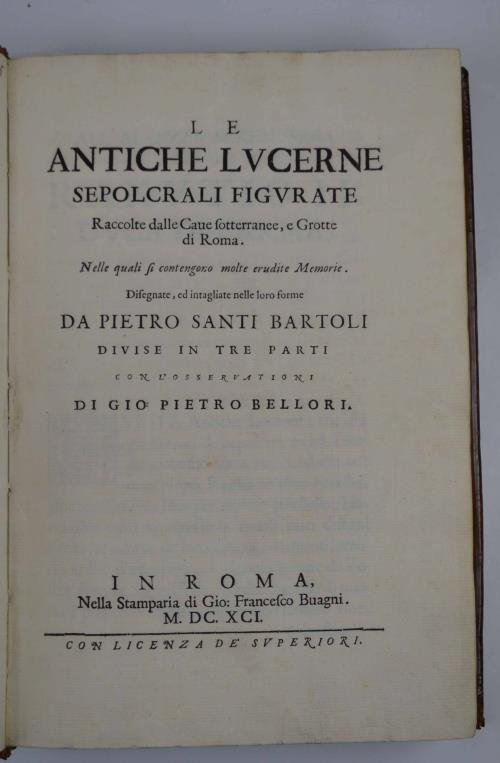 LE
ANTICHE LVCERNE
SEPOLCRALI FIGVRATE
Raccolte dalle Caue ſotterranee, e Grotte
di Roma.
Nelle quali ſi contengono molte erudite Memorie.
Diſegnate, ed intagliate nelle loro forme
DA PIETRO SANTI BARTOLI
DIVISE IN TRE PARTI
CON L'OSSERVATIONI
DI GIO: PIETRO BELLORI.
IN ROMA,
Nella Stamparia di Gio: Franceſco Buagni.
M. DC. XCI.
CON LICENZA DE' SVPERIORI.